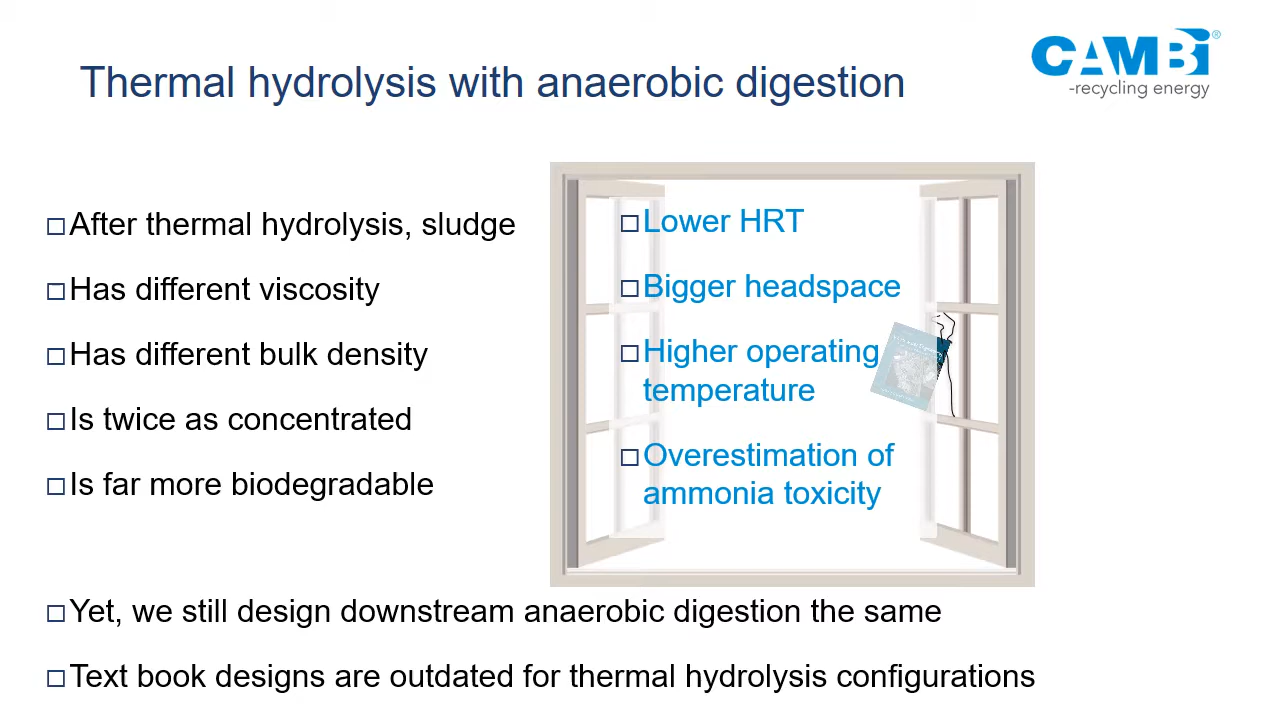 CAMBI®
-recycling energy
Thermal hydrolysis with anaerobic digestion
After thermal hydrolysis, sludge
Has different viscosity
Has different bulk density
Is twice as concentrated
Is far more biodegradable
Lower HRT
Bigger headspace
Higher operating
temperature
Overestimation of
ammonia toxicity
Yet, we still design downstream anaerobic digestion the same
Text book designs are outdated for thermal hydrolysis configurations